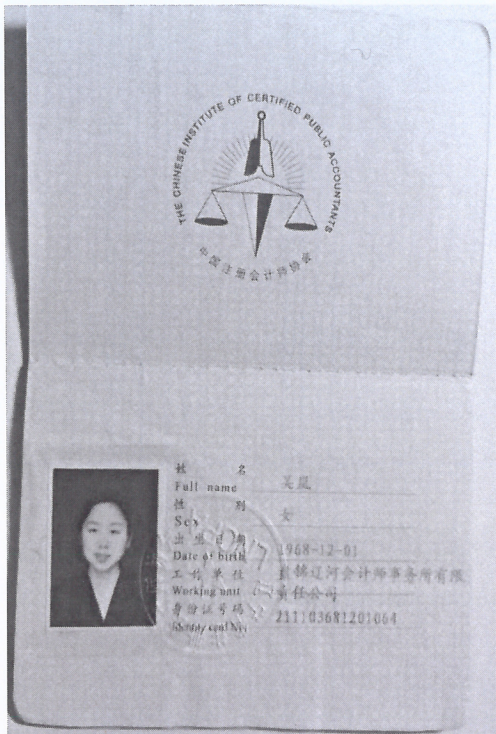 THE CHINESE INSTITUTE OF CERTIFIED PUBLIC ACCOUNTANTS
中国注册会计师协会
姓 名
Full name
性 别
Sex 女
出 生 日 期
Date of birth 1968-12-01
工 作 单 位 盘锦辽河会计师事务所有限
Working unit 责任公司
身份证号码 211103681201064
Identity card No.